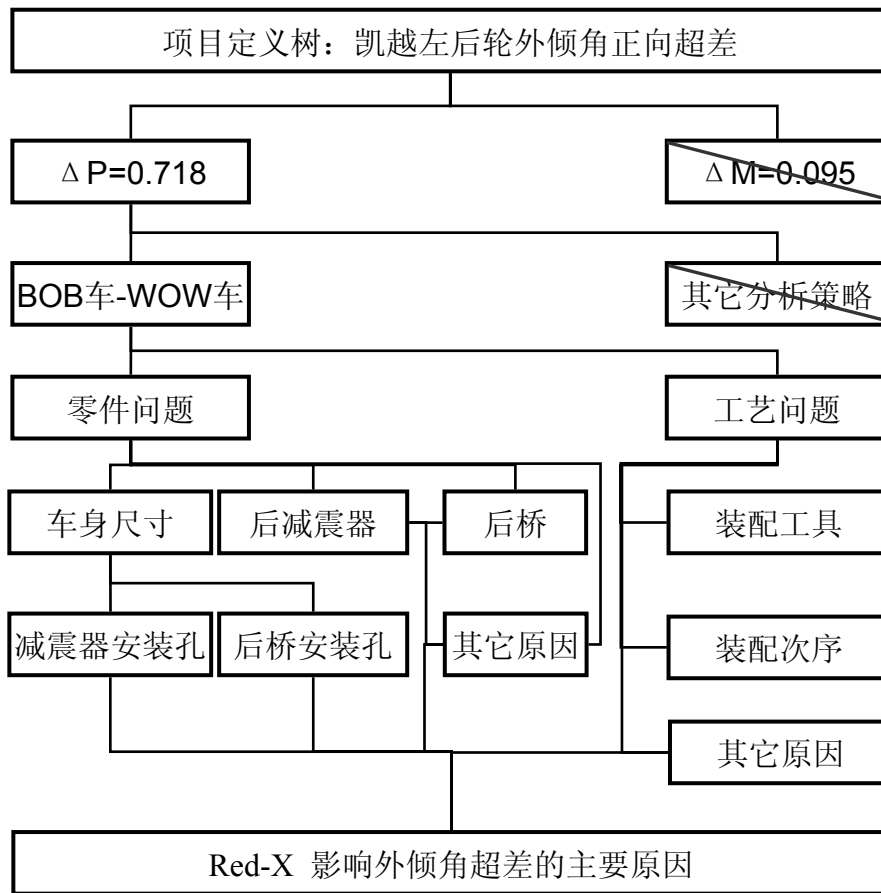 项目定义树：凯越左后轮外倾角正向超差
ΔP=0.718
ΔM=0.095
BOB车-WOW车
其它分析策略
零件问题
工艺问题
车身尺寸
后减震器
后桥
装配工具
减震器安装孔
后桥安装孔
其它原因
装配次序
其它原因
Red-X 影响外倾角超差的主要原因